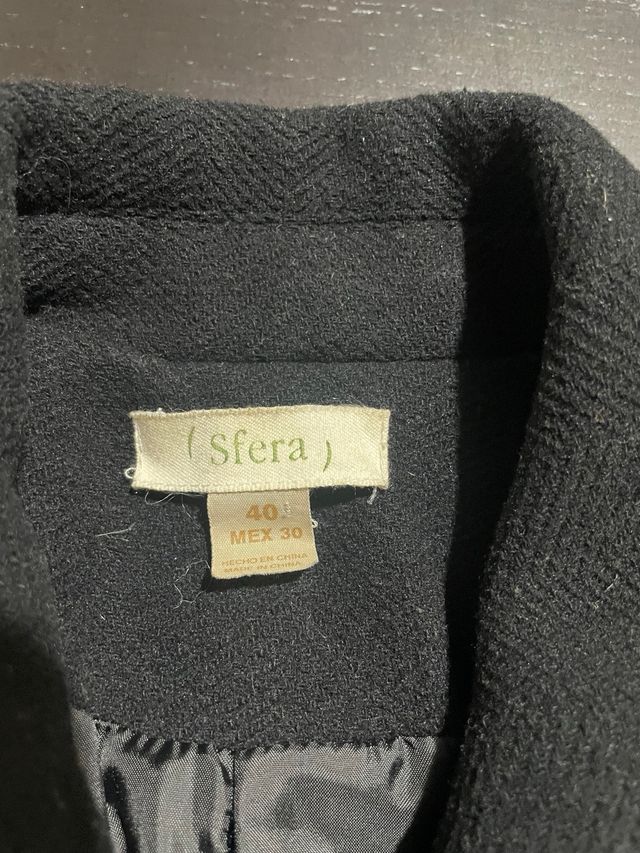 (Sfera)
40
MEX 30
HECHO EN CHINA
MADE IN CHINA